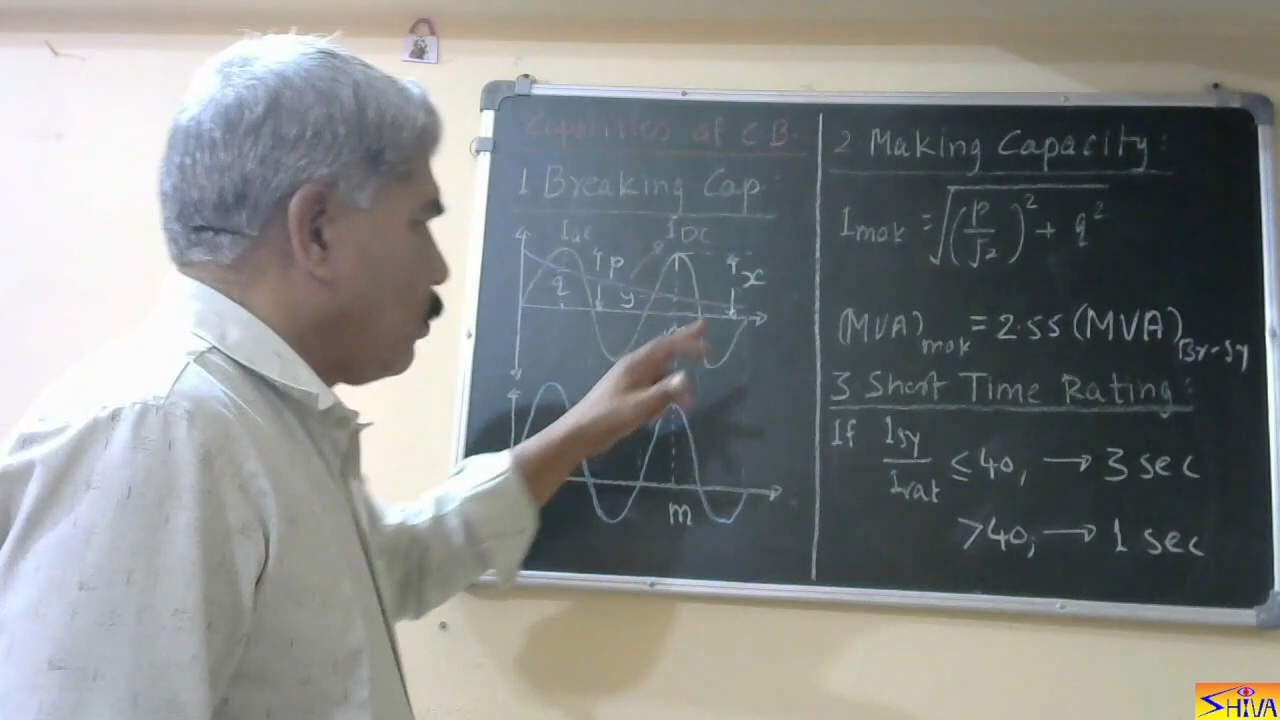 Capacities of C B.
1 Breaking Cap.
Iac IDC
p
q
y
x
m
2 Making Capacity:
Imak = √(p/√2)² + q²
(MVA)mak = 2.55 (MVA)Br-Sy
3 Short Time Rating:
If Isy/Irat ≤ 40, → 3 sec
>40, → 1 sec
SHIVA